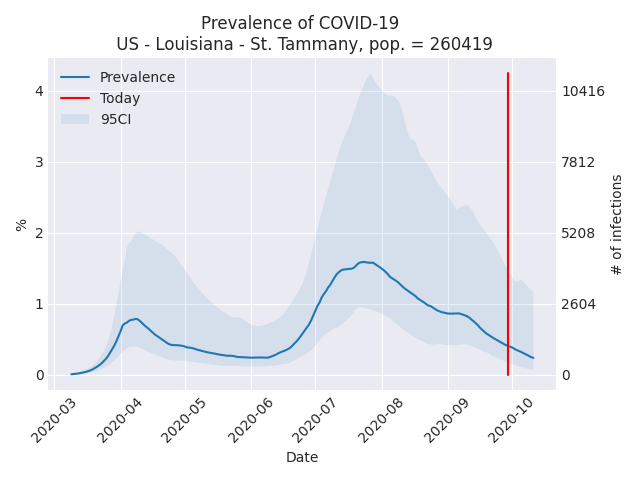 Prevalence of COVID-19
US - Louisiana - St. Tammany, pop. = 260419
Prevalence
Today
95CI
4
3
2
1
0
%
10416
7812
5208
2604
0
# of infections
2020-03
2020-04
2020-05
2020-06
2020-07
2020-08
2020-09
2020-10
Date